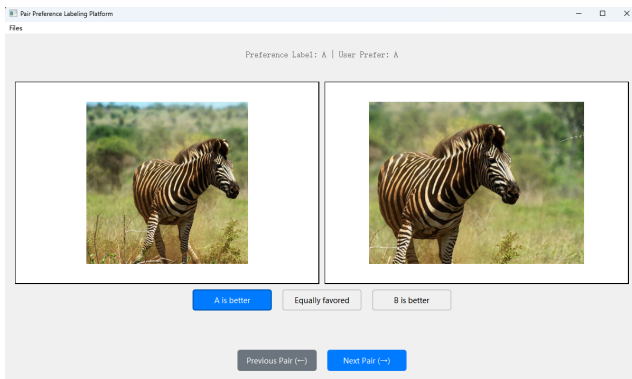 Pair Preference Labeling Platform
Files
Preference Label: A | User Prefer: A
A is better
Equally favored
B is better
Previous Pair (←)
Next Pair (→)